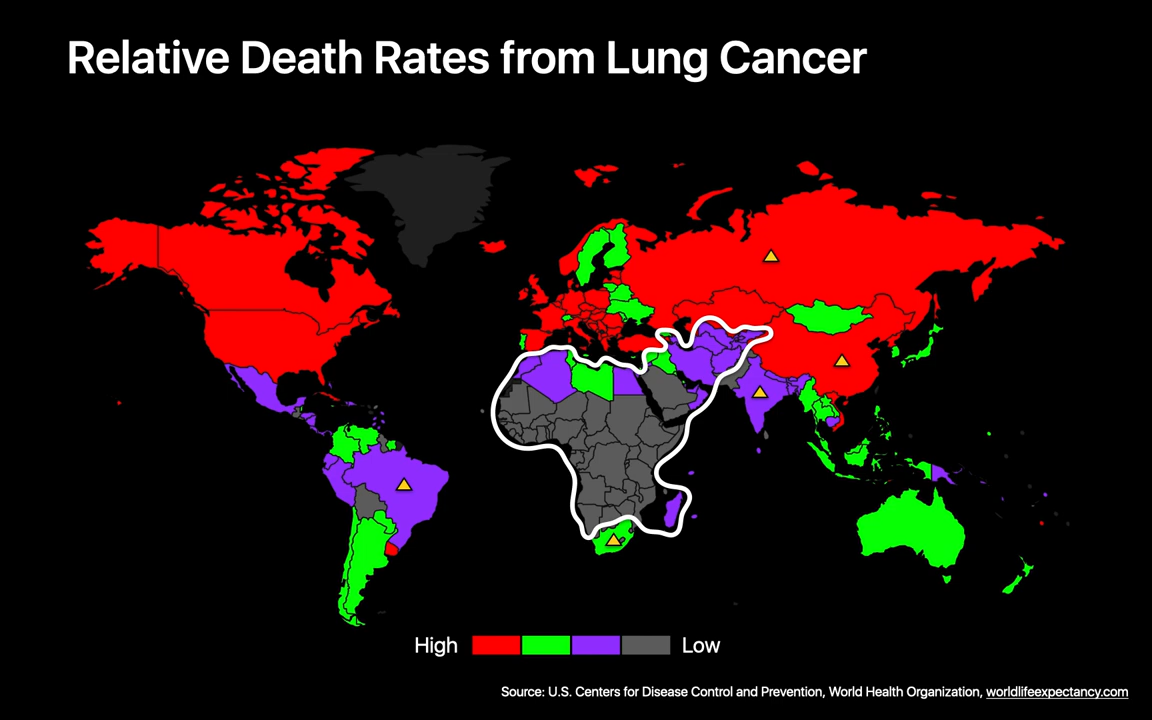 Relative Death Rates from Lung Cancer
High Low
Source: U.S. Centers for Disease Control and Prevention, World Health Organization, worldlifeexpectancy.com